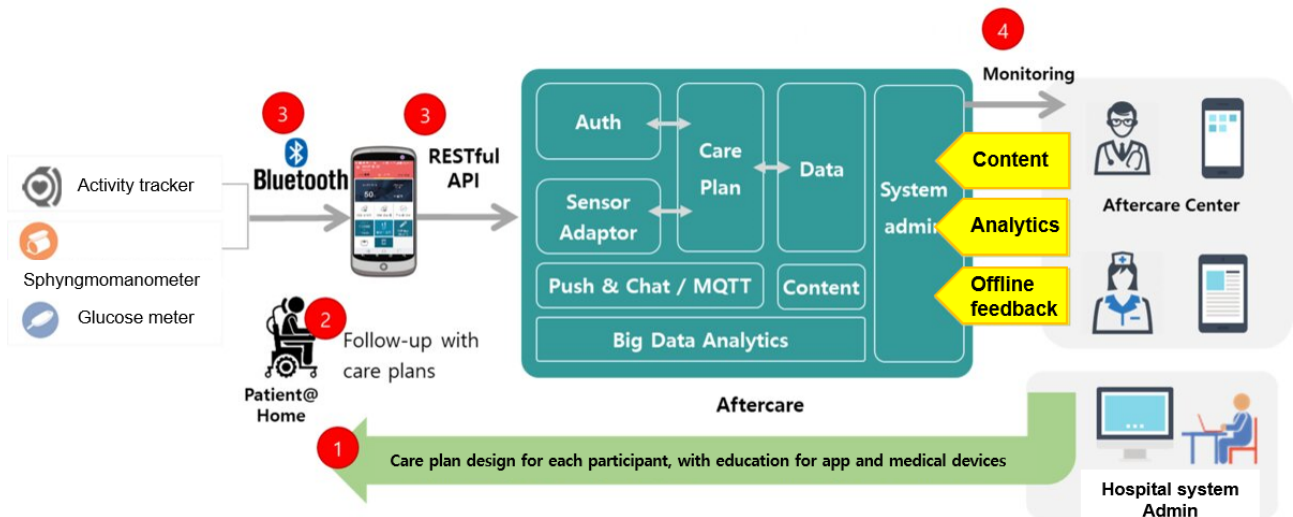 4
Monitoring
3
3
Bluetooth
RESTful
API
Activity tracker
Sphyngmomanometer
Glucose meter
Auth
Care
Plan
Data
System
admin
Sensor
Adaptor
Push & Chat / MQTT
Content
Big Data Analytics
Content
Analytics
Offline
feedback
Aftercare Center
2
Follow-up with
care plans
Patient@
Home
Aftercare
1
Care plan design for each participant, with education for app and medical devices
Hospital system
Admin